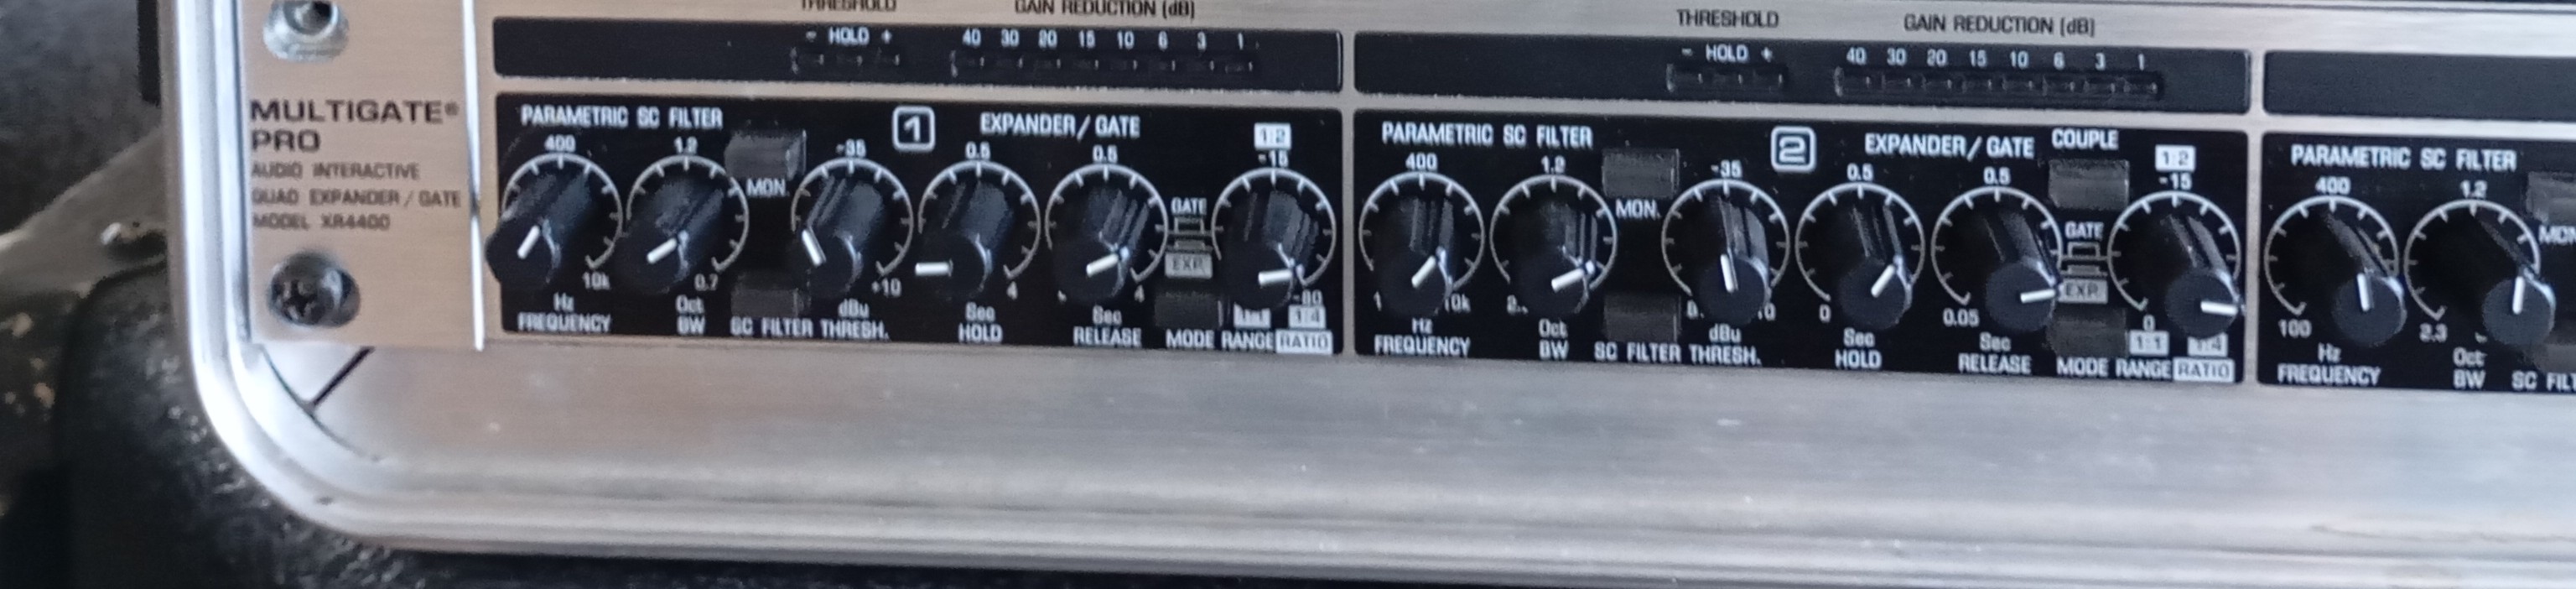 THRESHOLD GAIN REDUCTION (dB)
- HOLD + 40 30 20 15 10 6 3 1
THRESHOLD GAIN REDUCTION (dB)
- HOLD + 40 30 20 15 10 6 3 1
MULTIGATE®
PRO
AUDIO INTERACTIVE
QUAD EXPANDER / GATE
MODEL XR4400
PARAMETRIC SC FILTER 1 EXPANDER / GATE
1:2
400 1.2 -35 0.5 0.5 -15
MON.
GATE
EXP.
10k 0.7 +10 4 4 -80
1:4
Hz Oct dBu Sec Sec
FREQUENCY BW SC FILTER THRESH. HOLD RELEASE MODE RANGE RATIO
PARAMETRIC SC FILTER 2 EXPANDER / GATE COUPLE
1:2
400 1.2 -35 0.5 0.5 -15
MON.
GATE
EXP.
10k 0 0.05 0
1:1 1:4
Hz Oct dBu Sec Sec
FREQUENCY BW SC FILTER THRESH. HOLD RELEASE MODE RANGE RATIO
PARAMETRIC SC FILTER
400 1.2
100 2.3
Hz Oct
FREQUENCY BW SC